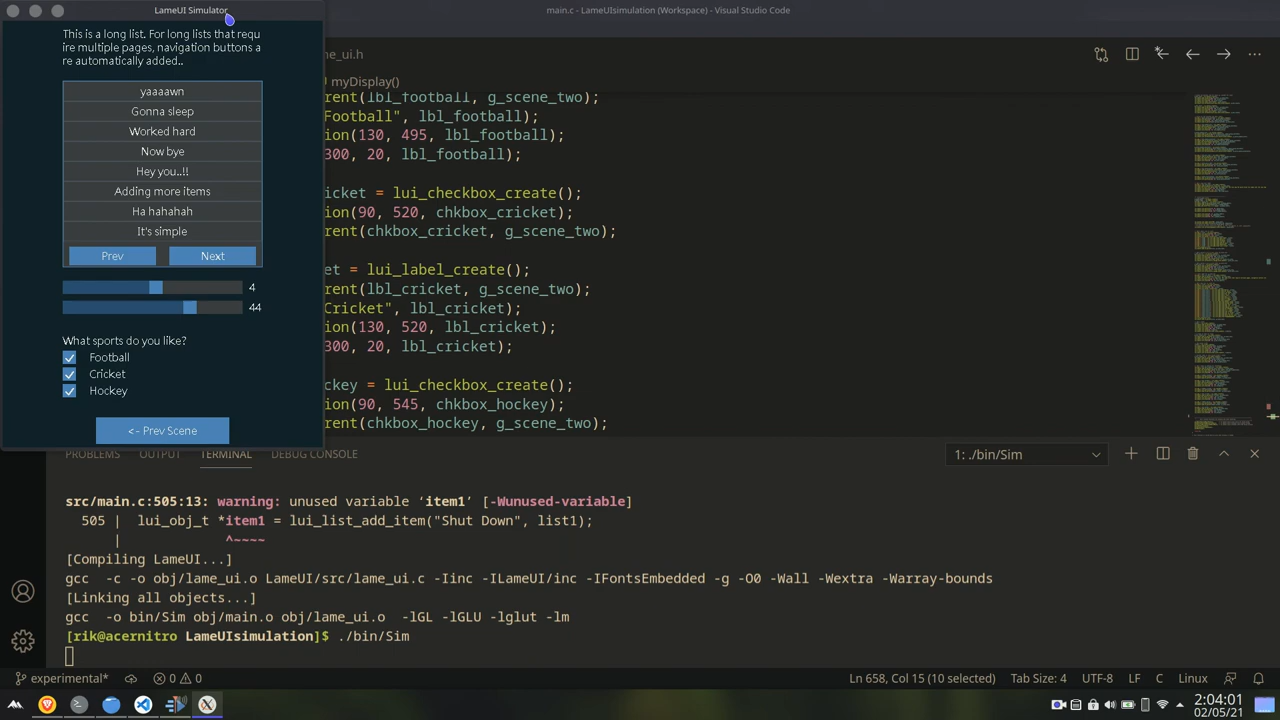 LameUI Simulator
main.c - LameUIsimulation (Workspace) - Visual Studio Code
This is a long list. For long lists that requ
ire multiple pages, navigation buttons a
re automatically added..
yaaaawn
Gonna sleep
Worked hard
Now bye
Hey you..!!
Adding more items
Ha hahahah
It's simple
Prev
Next
4
44
What sports do you like?
Football
Cricket
Hockey
<- Prev Scene
me_ui.h
myDisplay()
rent(lbl_football, g_scene_two);
Football", lbl_football);
ion(130, 495, lbl_football);
300, 20, lbl_football);
icket = lui_checkbox_create();
ion(90, 520, chkbox_cricket);
rent(chkbox_cricket, g_scene_two);
et = lui_label_create();
rent(lbl_cricket, g_scene_two);
Cricket", lbl_cricket);
ion(130, 520, lbl_cricket);
300, 20, lbl_cricket);
ckey = lui_checkbox_create();
ion(90, 545, chkbox_hockey);
rent(chkbox_hockey, g_scene_two);
PROBLEMS OUTPUT TERMINAL DEBUG CONSOLE
1: ./bin/Sim
src/main.c:505:13: warning: unused variable ‘item1’ [-Wunused-variable]
505 | lui_obj_t *item1 = lui_list_add_item("Shut Down", list1);
| ^~~~~
[Compiling LameUI...]
gcc -c -o obj/lame_ui.o LameUI/src/lame_ui.c -Iinc -ILameUI/inc -IFontsEmbedded -g -O0 -Wall -Wextra -Warray-bounds
[Linking all objects...]
gcc -o bin/Sim obj/main.o obj/lame_ui.o -lGL -lGLU -lglut -lm
[rik@acernitro LameUIsimulation]$ ./bin/Sim
experimental* 0 0 Ln 658, Col 15 (10 selected) Tab Size: 4 UTF-8 LF C Linux
2:04:01
02/05/21